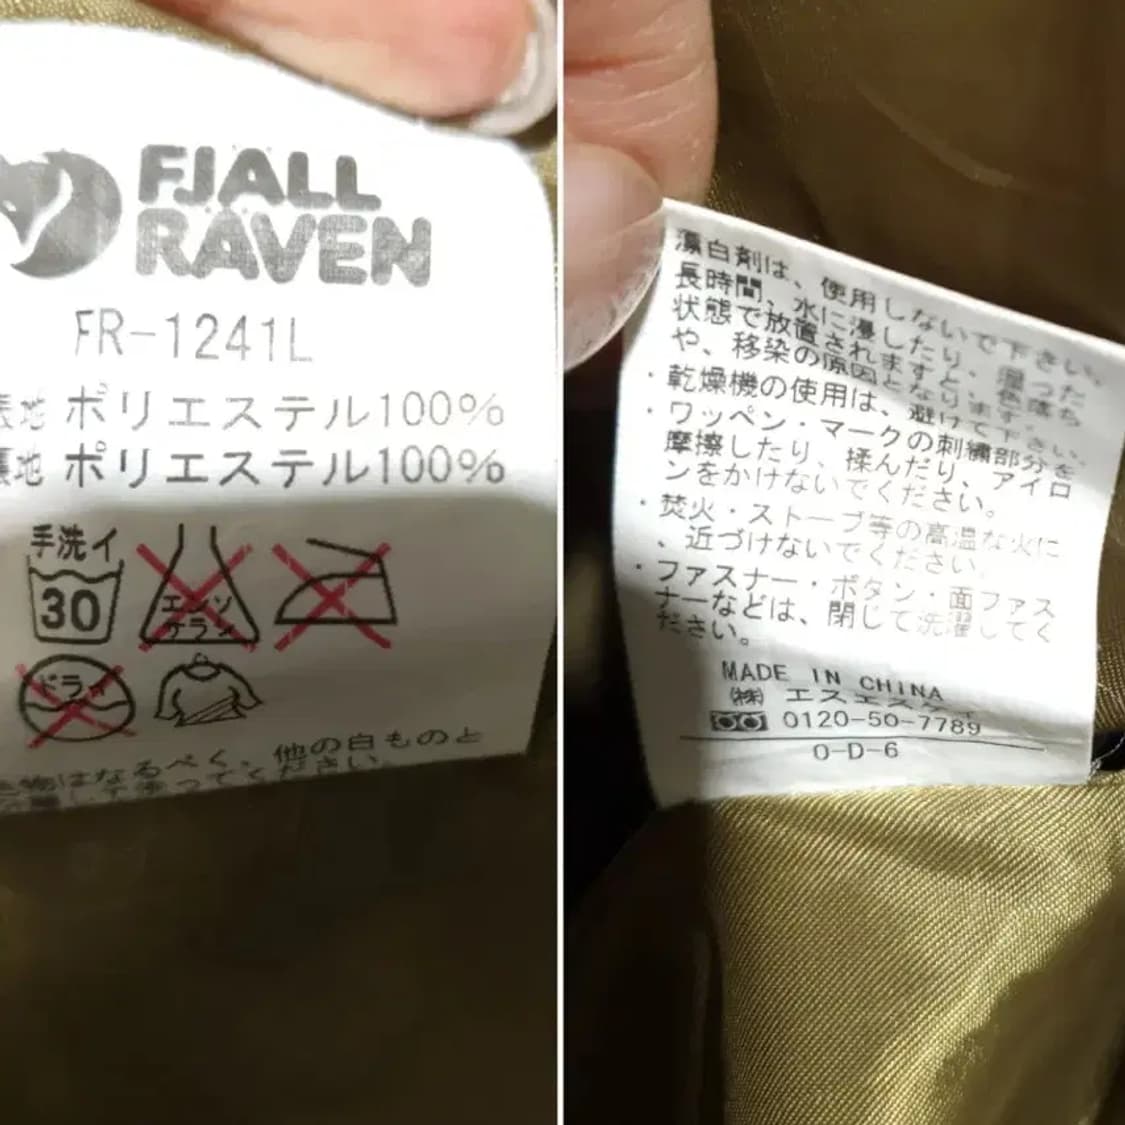 FJALL
RAVEN
FR-1241L
表地 ポリエステル100%
裏地 ポリエステル100%
手洗イ
30
エンソ
サラシ
ドライ
色物はなるべく、他の白ものと
して洗ってください。
漂白剤は、使用しないで下さい。
長時間、水に浸したり、湿った
状態で放置されますと、色落ち
や、移染の原因となります。
・乾燥機の使用は、避けて下さい。
・ワッペン・マークの刺繍部分を
摩擦したり、揉んだり、アイロ
ンをかけないでください。
・焚火・ストーブ等の高温な火に
、近づけないでください。
・ファスナー・ボタン・面ファス
ナーなどは、閉じて洗濯してく
ださい。
MADE IN CHINA
(株) エスエスケイ
0120-50-7789
0-D-6